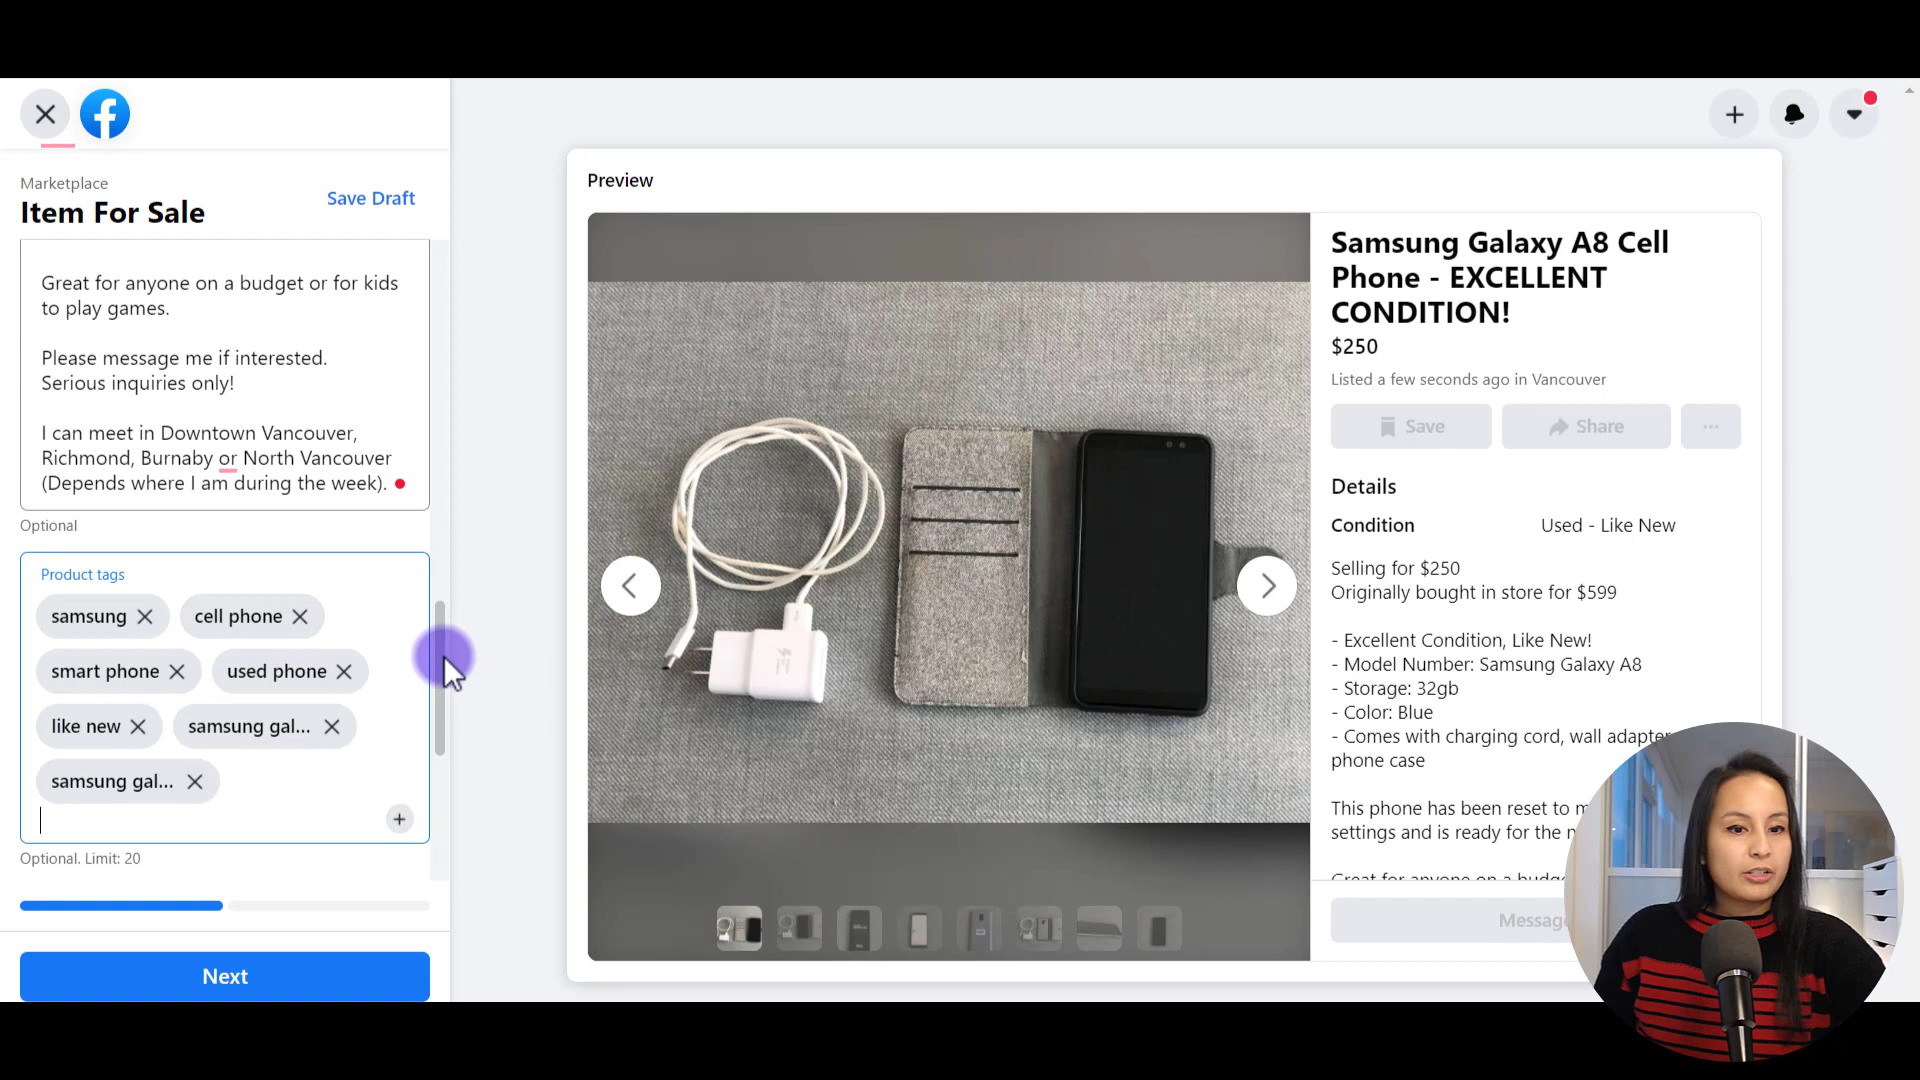 Marketplace
Item For Sale
Save Draft
Great for anyone on a budget or for kids
to play games.
Please message me if interested.
Serious inquiries only!
I can meet in Downtown Vancouver,
Richmond, Burnaby or North Vancouver
(Depends where I am during the week).
Optional
Product tags
samsung
cell phone
smart phone
used phone
like new
samsung gal...
samsung gal...
Optional. Limit: 20
Next
Preview
Samsung Galaxy A8 Cell
Phone - EXCELLENT
CONDITION!
$250
Listed a few seconds ago in Vancouver
Save
Share
Details
Condition
Used - Like New
Selling for $250
Originally bought in store for $599
- Excellent Condition, Like New!
- Model Number: Samsung Galaxy A8
- Storage: 32gb
- Color: Blue
- Comes with charging cord, wall adapter
phone case
This phone has been reset to
settings and is ready for the
Great for anyone on a